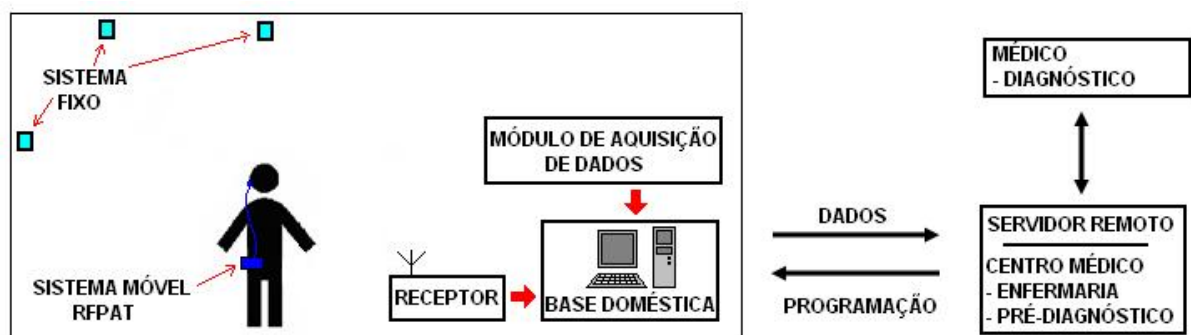 SISTEMA
FIXO
SISTEMA MÓVEL
RFPAT
MÓDULO DE AQUISIÇÃO
DE DADOS
RECEPTOR
BASE DOMÉSTICA
DADOS
PROGRAMAÇÃO
MÉDICO
- DIAGNÓSTICO
SERVIDOR REMOTO
CENTRO MÉDICO
- ENFERMARIA
- PRÉ-DIAGNÓSTICO